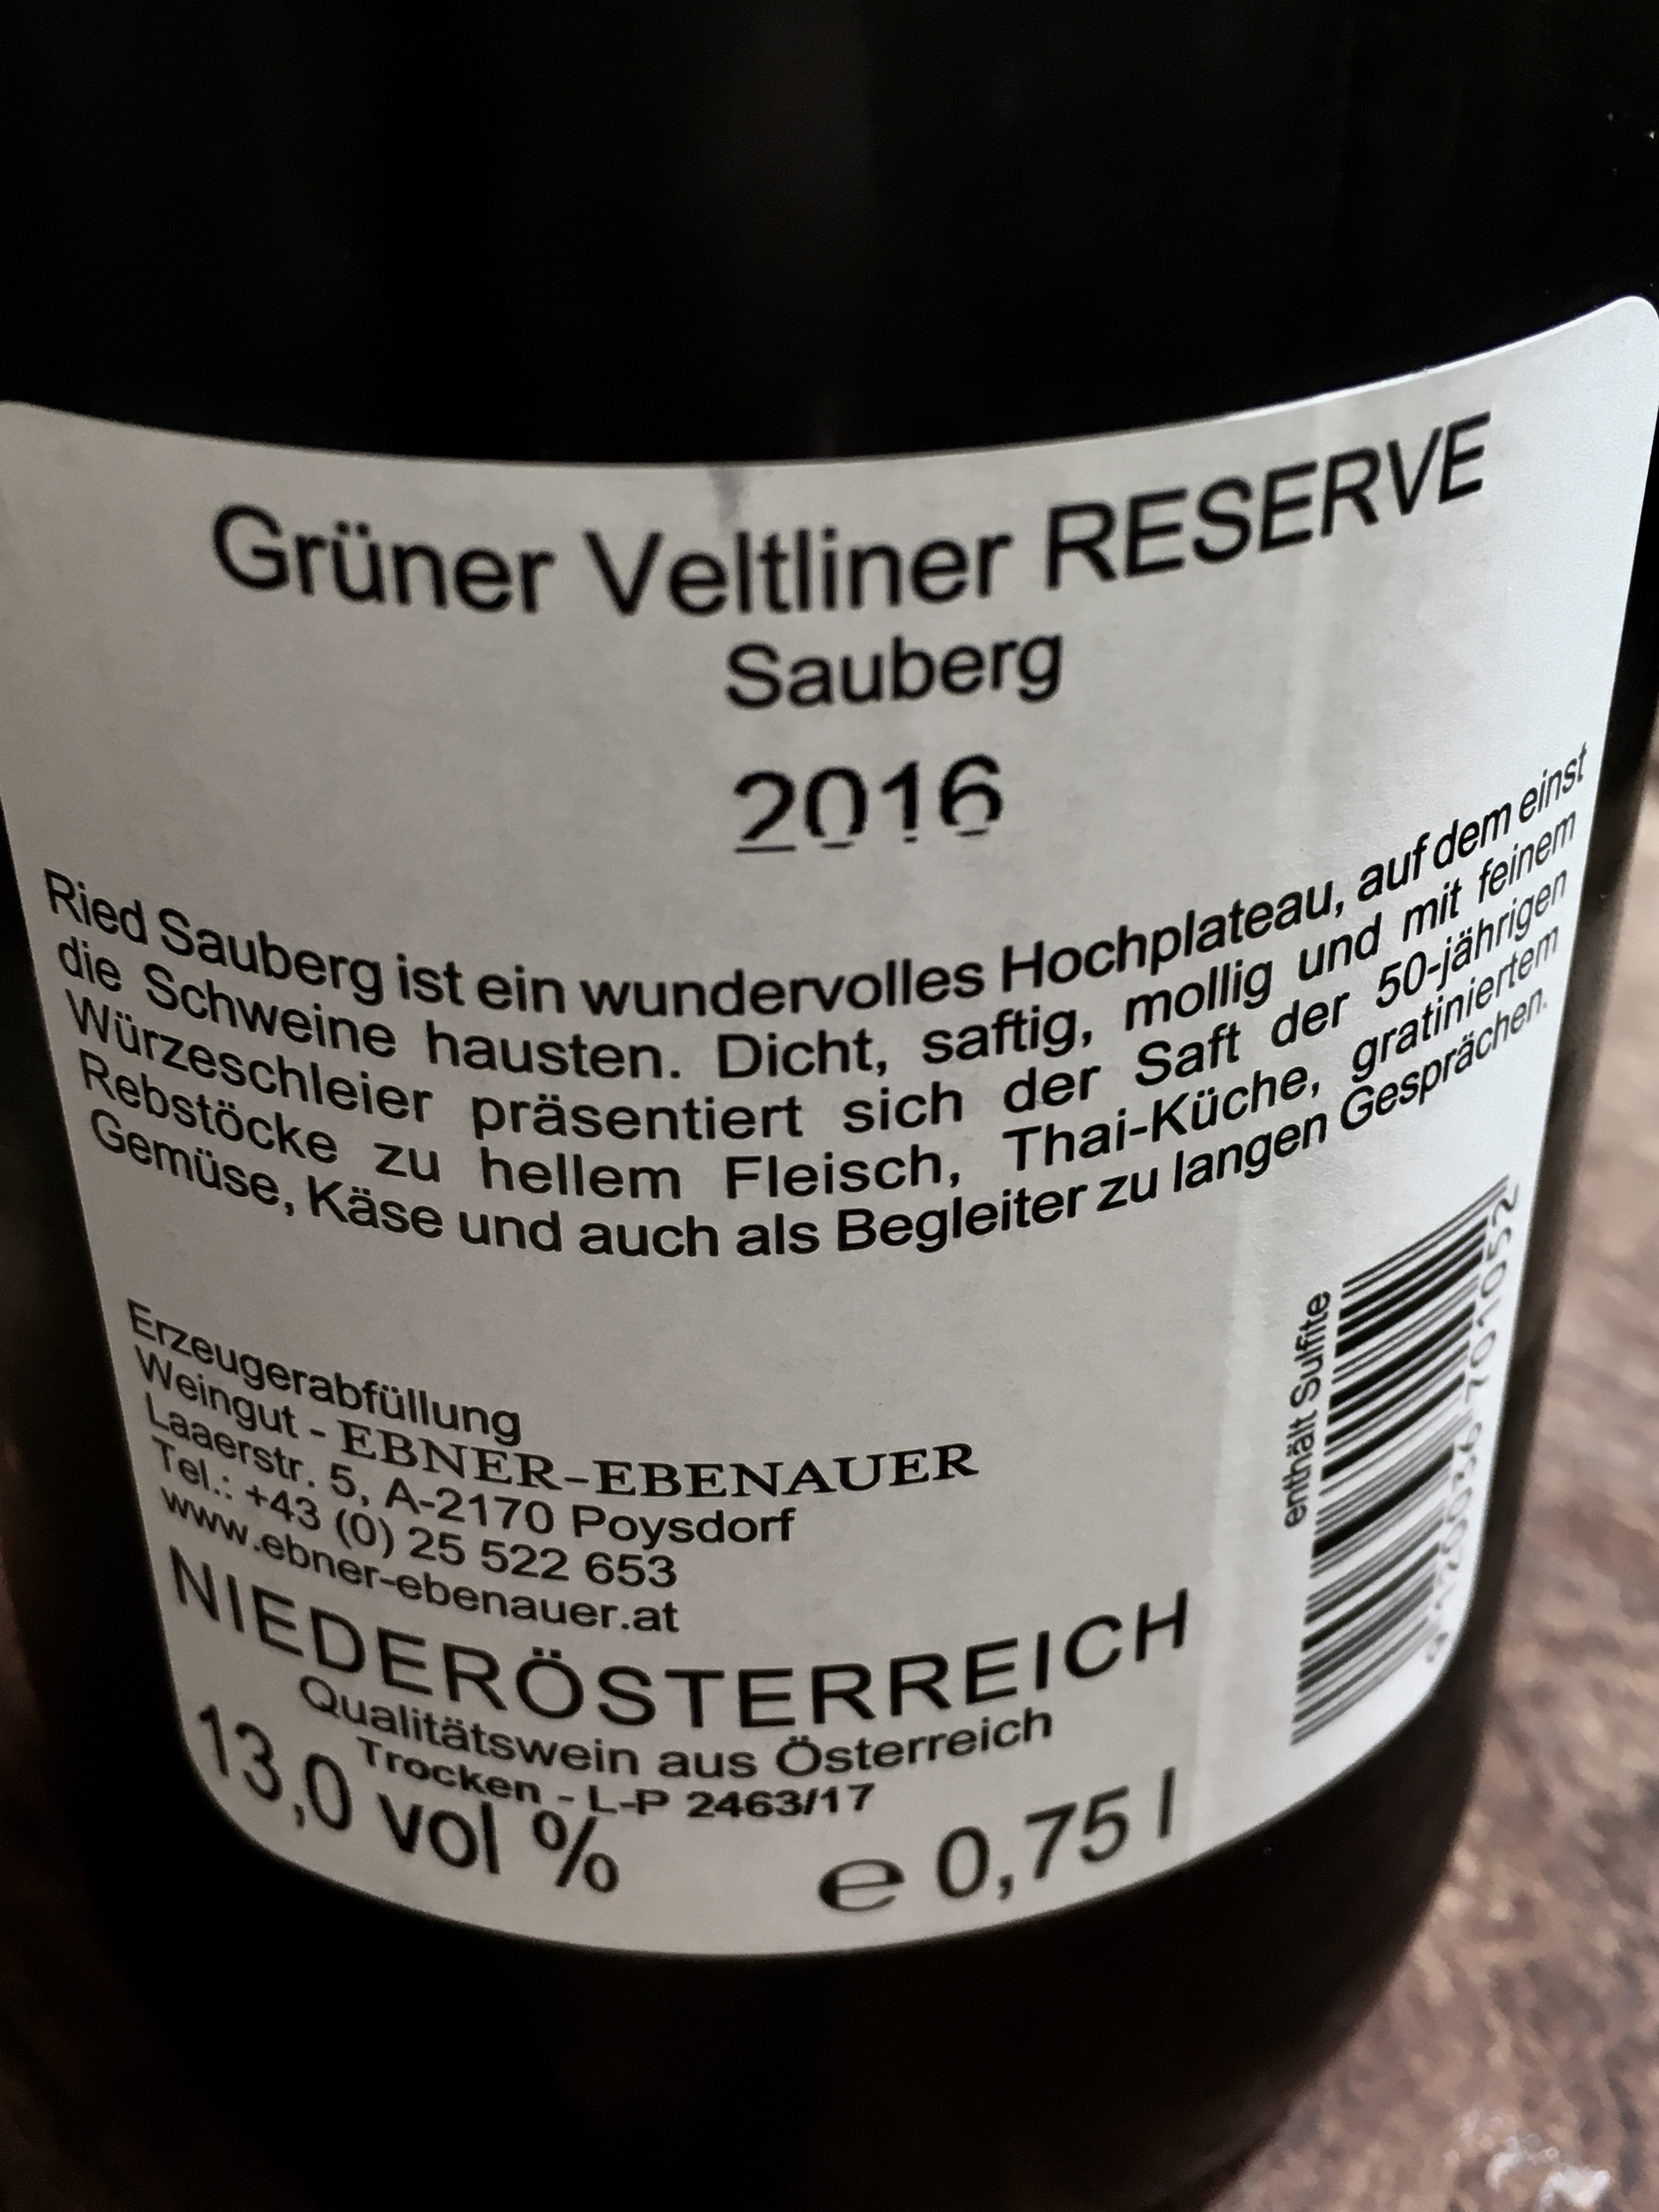 Grüner Veltliner RESERVE
Sauberg
2016
Ried Sauberg ist ein wundervolles Hochplateau, auf dem einst
die Schweine hausten. Dicht, saftig, mollig und mit feinem
Würzeschleier präsentiert sich der Saft der 50-jährigen
Rebstöcke zu hellem Fleisch, Thai-Küche, gratiniertem
Gemüse, Käse und auch als Begleiter zu langen Gesprächen.
Erzeugerabfüllung
Weingut - EBNER-EBENAUER
Laaerstr. 5, A-2170 Poysdorf
Tel.: +43 (0) 25 522 653
www.ebner-ebenauer.at
NIEDERÖSTERREICH
Qualitätswein aus Österreich
Trocken - L-P 2463/17
13,0 vol % e 0,75 l
enthält Sulfite